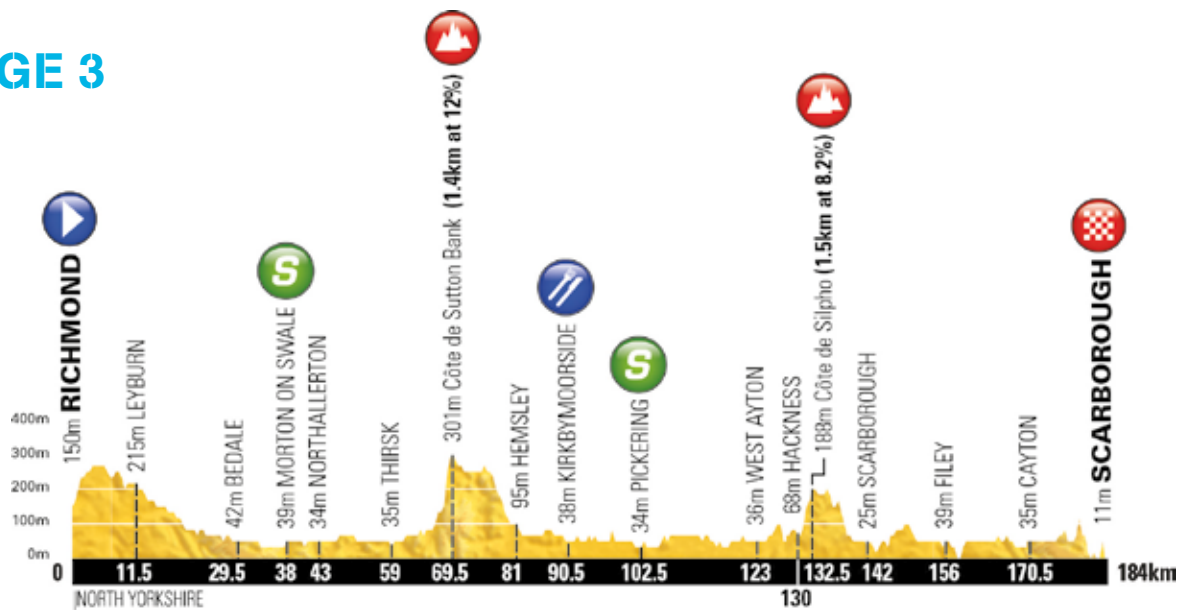 GE 3
150m RICHMOND
215m LEYBURN
42m BEDALE
S
39m MORTON ON SWALE
34m NORTHALLERTON
35m THIRSK
301m Côte de Sutton Bank (1.4km at 12%)
95m HEMSLEY
38m KIRKBYMOORSIDE
S
34m PICKERING
36m WEST AYTON
68m HACKNESS
188m Côte de Silpho (1.5km at 8.2%)
25m SCARBOROUGH
39m FILEY
35m CAYTON
11m SCARBOROUGH
400m
300m
200m
100m
0m
0 11.5 29.5 38 43 59 69.5 81 90.5 102.5 123 132.5 142 156 170.5 184km
NORTH YORKSHIRE 130